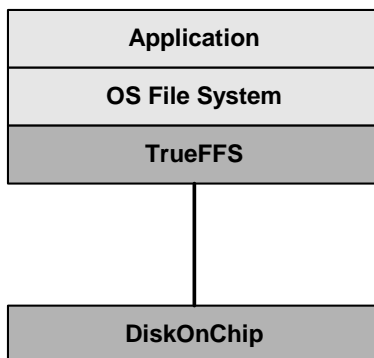 Application
OS File System
TrueFFS
DiskOnChip